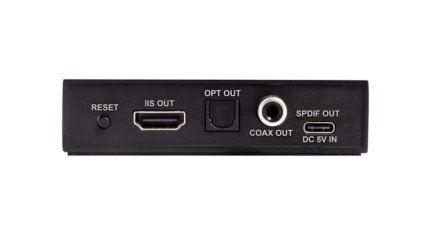 RESET
IIS OUT
OPT OUT
COAX OUT
SPDIF OUT
DC 5V IN